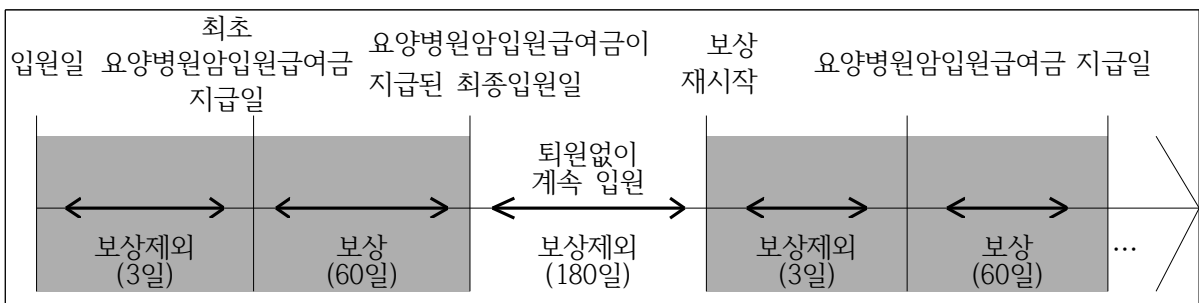 입원일
최초
요양병원암입원급여금
지급일
요양병원암입원급여금이
지급된 최종입원일
보상
재시작
요양병원암입원급여금 지급일
퇴원없이
계속 입원
보상제외
(3일)
보상
(60일)
보상제외
(180일)
보상제외
(3일)
보상
(60일)
...